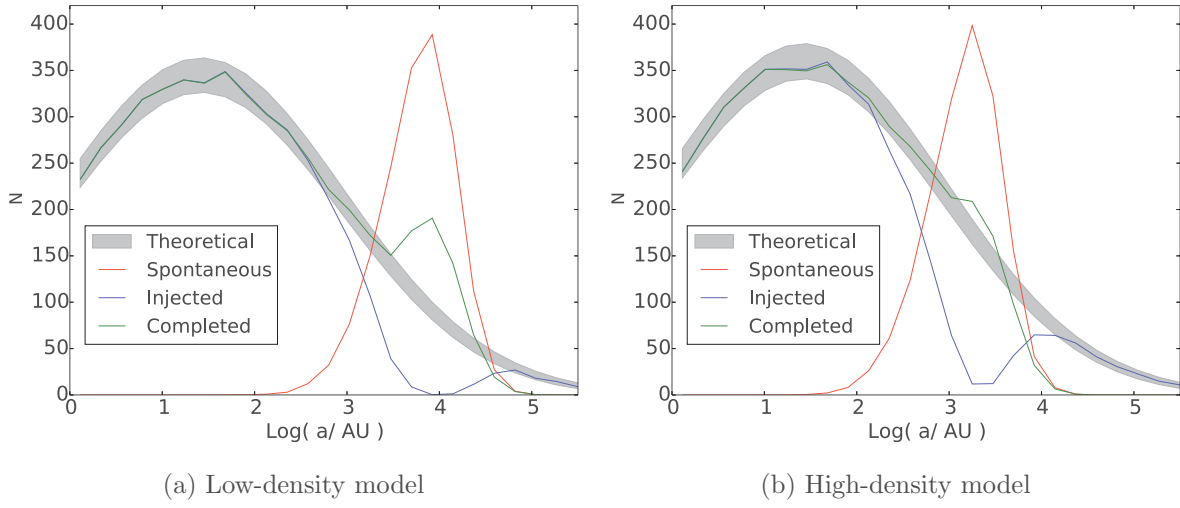 400
350
300
250
200
150
100
50
0
N
Theoretical
Spontaneous
Injected
Completed
0 1 2 3 4 5
Log( a/ AU )
(a) Low-density model
400
350
300
250
200
150
100
50
0
N
Theoretical
Spontaneous
Injected
Completed
0 1 2 3 4 5
Log( a/ AU )
(b) High-density model